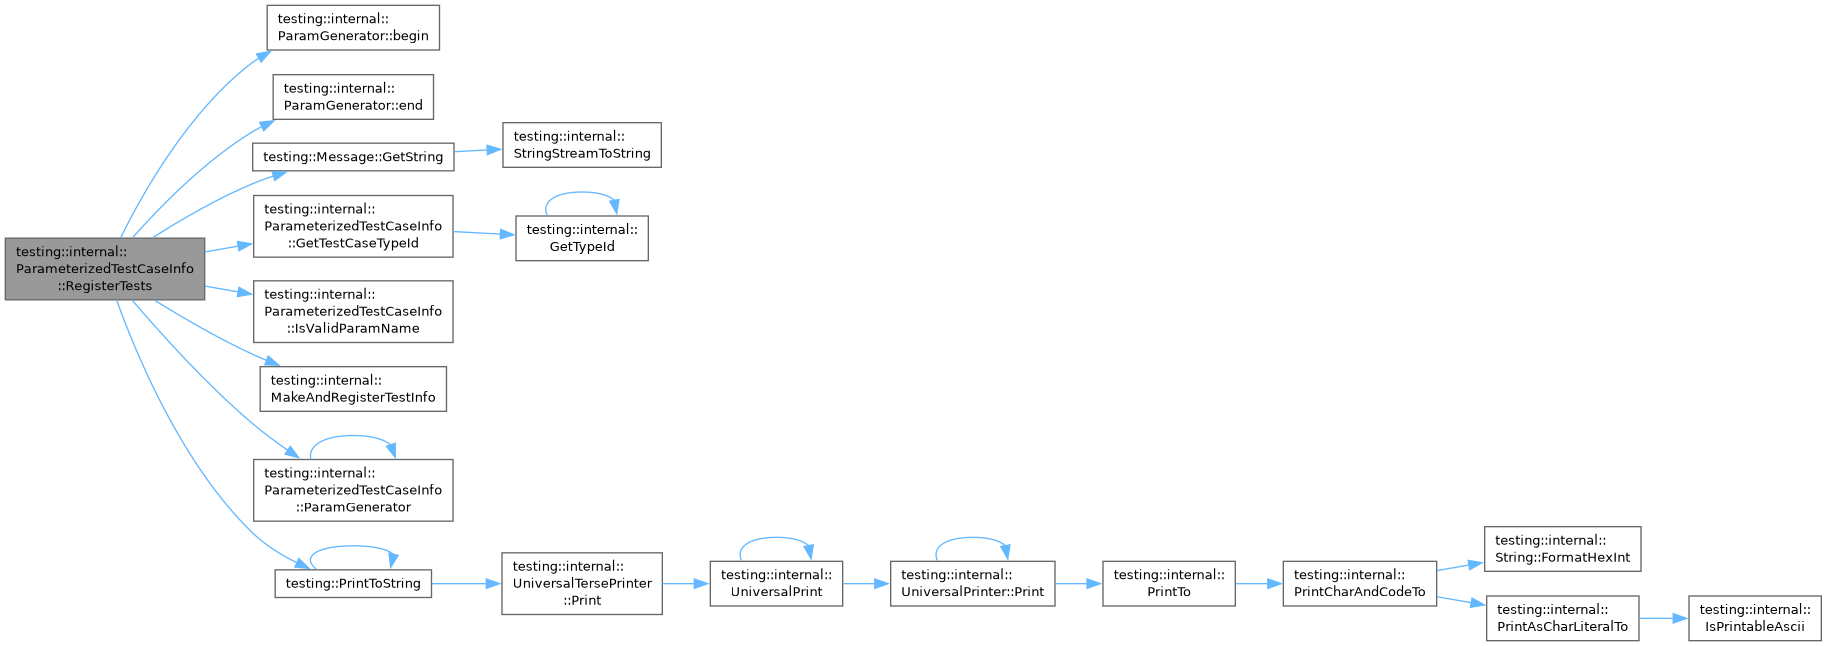 testing::internal::
ParamGenerator::begin
testing::internal::
ParamGenerator::end
testing::internal::
StringStreamToString
testing::Message::GetString
testing::internal::
ParameterizedTestCaseInfo
::GetTestCaseTypeId
testing::internal::
GetTypeId
testing::internal::
ParameterizedTestCaseInfo
::RegisterTests
testing::internal::
ParameterizedTestCaseInfo
::IsValidParamName
testing::internal::
MakeAndRegisterTestInfo
testing::internal::
ParameterizedTestCaseInfo
::ParamGenerator
testing::PrintToString
testing::internal::
UniversalTersePrinter
::Print
testing::internal::
UniversalPrint
testing::internal::
UniversalPrinter::Print
testing::internal::
PrintTo
testing::internal::
PrintCharAndCodeTo
testing::internal::
String::FormatHexInt
testing::internal::
PrintAsCharLiteralTo
testing::internal::
IsPrintableAscii